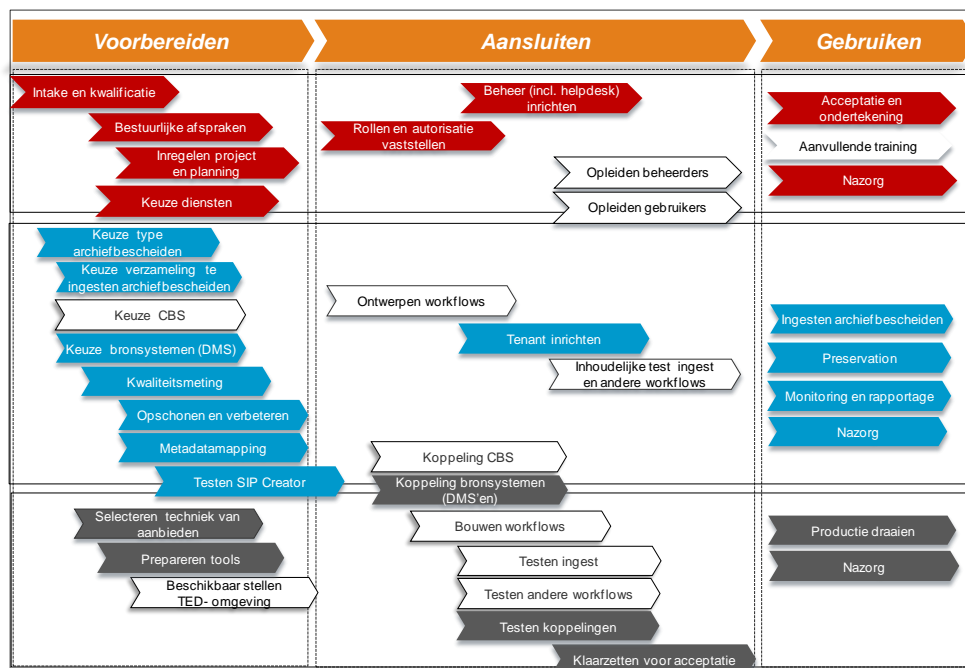 Voorbereiden
Aansluiten
Gebruiken
Intake en kwalificatie
Bestuurlijke afspraken
Inregelen project
en planning
Keuze diensten
Beheer (incl. helpdesk)
inrichten
Rollen en autorisatie
vaststellen
Opleiden beheerders
Opleiden gebruikers
Acceptatie en
ondertekening
Aanvullende training
Nazorg
Keuze type
archiefbescheiden
Keuze verzameling te
ingesten archiefbescheiden
Keuze CBS
Keuze bronsystemen (DMS)
Kwaliteitsmeting
Opschonen en verbeteren
Metadatamapping
Testen SIP Creator
Ontwerpen workflows
Tenant inrichten
Inhoudelijke test ingest
en andere workflows
Koppeling CBS
Koppeling bronsystemen
(DMS'en)
Ingesten archiefbescheiden
Preservation
Monitoring en rapportage
Nazorg
Selecteren techniek van
aanbieden
Prepareren tools
Beschikbaar stellen
TED- omgeving
Bouwen workflows
Testen ingest
Testen andere workflows
Testen koppelingen
Klaarzetten voor acceptatie
Productie draaien
Nazorg